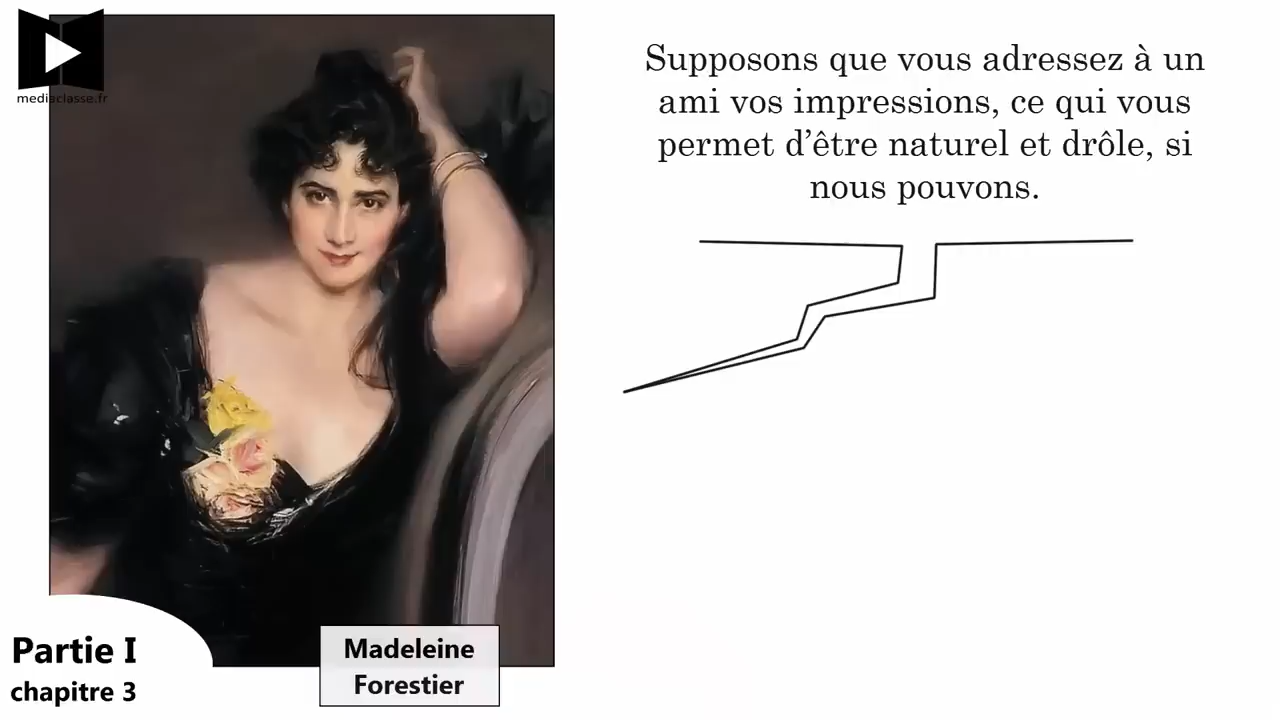 mediaclasse.fr
Supposons que vous adressez à un
ami vos impressions, ce qui vous
permet d'être naturel et drôle, si
nous pouvons.
Madeleine
Forestier
Partie I
chapitre 3